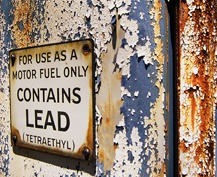 FOR USE AS A
MOTOR FUEL ONLY
CONTAINS
LEAD
(TETRAETHYL)